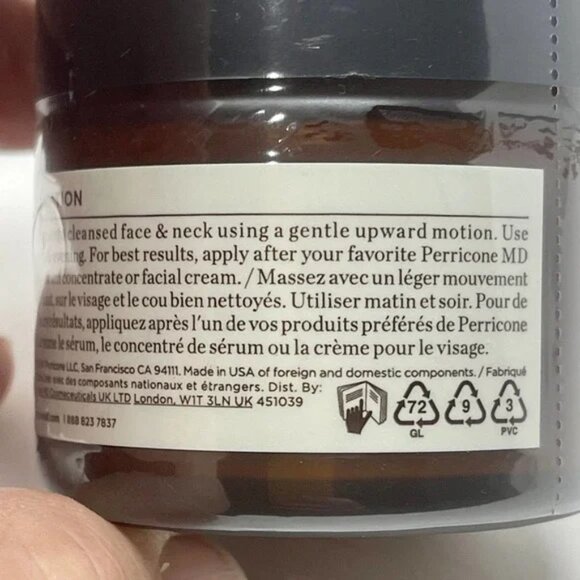 cleansed face & neck using a gentle upward motion. Use
For best results, apply after your favorite Perricone MD
concentrate or facial cream. / Massez avec un léger mouvement
sur le visage et le cou bien nettoyés. Utiliser matin et soir. Pour de
appliquez après l'un de vos produits préférés de Perricone
le sérum, le concentré de sérum ou la crème pour le visage.
LLC, San Francisco CA 94111. Made in USA of foreign and domestic components. / Fabriqué
avec des composants nationaux et étrangers. Dist. By:
Cosmeceuticals UK LTD London, W1T 3LN UK 451039
1 888 823 7837
72
GL
9
3
PVC